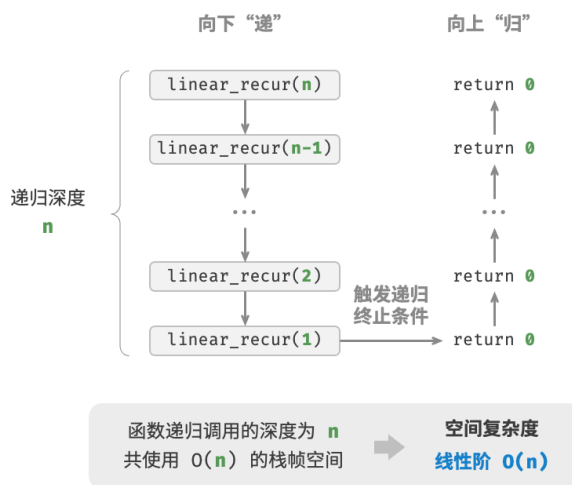 向下“递”
向上“归”
linear_recur(n)
return 0
linear_recur(n-1)
return 0
递归深度
n
...
...
linear_recur(2)
return 0
触发递归
终止条件
linear_recur(1)
return 0
函数递归调用的深度为 n
共使用 O(n) 的栈帧空间
空间复杂度
线性阶 O(n)